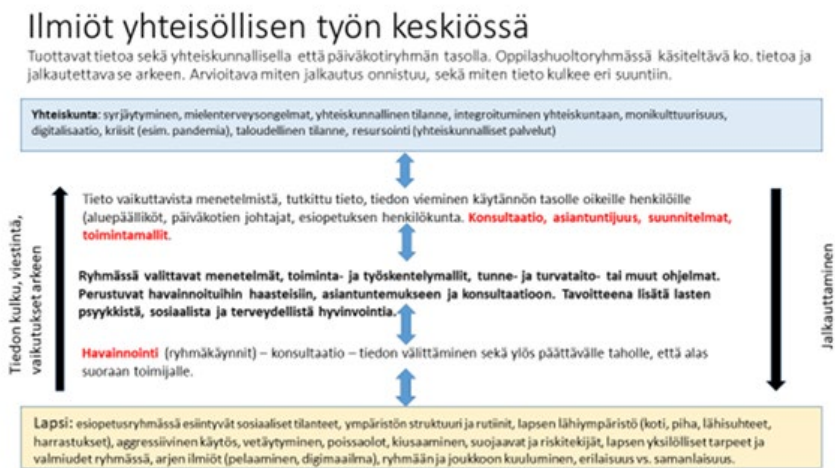 Ilmiöt yhteisöllisen työn keskiössä
Tuottavat tietoa sekä yhteiskunnallisella että päiväkotiryhmän tasolla. Oppilashuoltoryhmässä käsiteltävä ko. tietoa ja
jalkautettava se arkeen. Arvioitava miten jalkautus onnistuu, sekä miten tieto kulkee eri suuntiin.
Yhteiskunta: syrjäytyminen, mielenterveysongelmat, yhteiskunnallinen tilanne, integroituminen yhteiskuntaan, monikulttuurisuus,
digitalisaatio, kriisit (esim. pandemia), taloudellinen tilanne, resursointi (yhteiskunnalliset palvelut)
Tiedon kulku, viestintä,
vaikutukset arkeen
Tieto vaikuttavista menetelmistä, tutkittu tieto, tiedon vieminen käytännön tasolle oikeille henkilöille
(aluepäälliköt, päiväkotien johtajat, esiopetuksen henkilökunta. Konsultaatio, asiantuntijuus, suunnitelmat,
toimintamallit.
Ryhmässä valittavat menetelmät, toiminta- ja työskentelymallit, tunne- ja turvataito- tai muut ohjelmat.
Perustuvat havainnoituihin haasteisiin, asiantuntemukseen ja konsultaatioon. Tavoitteena lisätä lasten
psyykkistä, sosiaalista ja terveydellistä hyvinvointia.
Havainnointi (ryhmäkäynnit) – konsultaatio – tiedon välittäminen sekä ylös päättävälle taholle, että alas
suoraan toimijalle.
Jalkauttaminen
Lapsi: esiopetusryhmässä esiintyvät sosiaaliset tilanteet, ympäristön struktuuri ja rutiinit, lapsen lähiympäristö (koti, piha, lähisuhteet,
harrastukset), aggressiivinen käytös, vetäytyminen, poissaolot, kiusaaminen, suojaavat ja riskitekijät, lapsen yksilölliset tarpeet ja
valmiudet ryhmässä, arjen ilmiöt (pelaaminen, digimaailma), ryhmään ja joukkoon kuuluminen, erilaisuus vs. samanlaisuus.